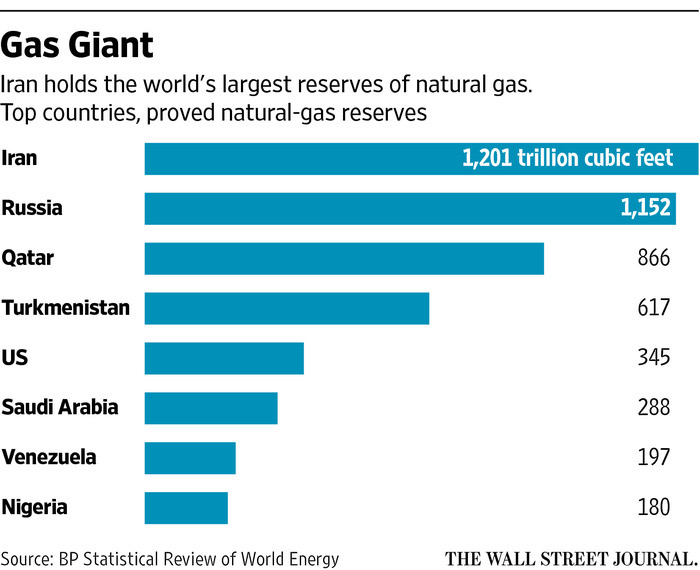 Gas Giant
Iran holds the world's largest reserves of natural gas.
Top countries, proved natural-gas reserves
Iran 1,201 trillion cubic feet
Russia 1,152
Qatar 866
Turkmenistan 617
US 345
Saudi Arabia 288
Venezuela 197
Nigeria 180
Source: BP Statistical Review of World Energy THE WALL STREET JOURNAL.